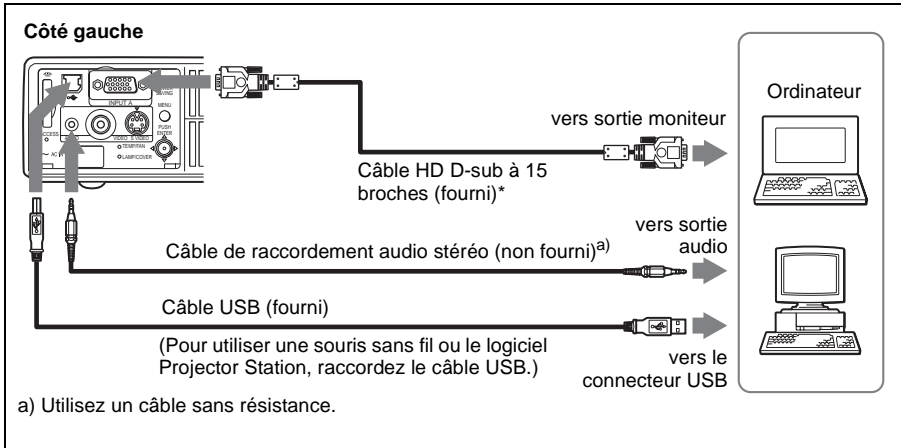 Côté gauche
INPUT A
MENU
PUSH
ENTER
VIDEO S VIDEO
TEMP/FAN
LAMP/COVER
Ordinateur
vers sortie moniteur
Câble HD D-sub à 15
broches (fourni)*
vers sortie
audio
Câble de raccordement audio stéréo (non fourni)a)
Câble USB (fourni)
(Pour utiliser une souris sans fil ou le logiciel
Projector Station, raccordez le câble USB.)
vers le
connecteur USB
a) Utilisez un câble sans résistance.